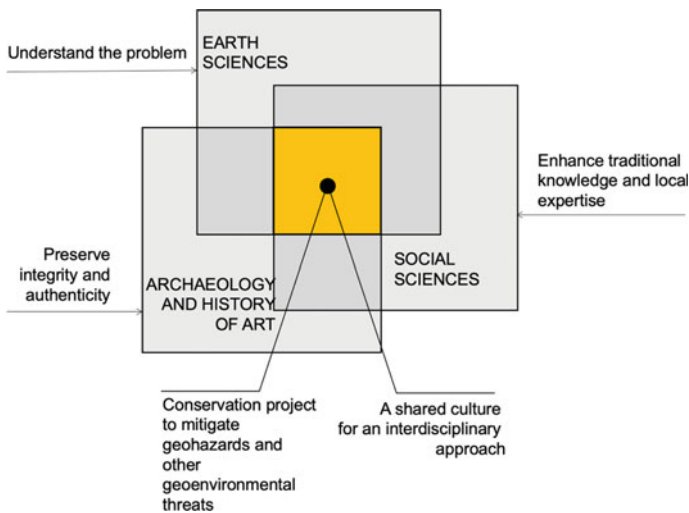 EARTH
SCIENCES
Understand the problem
Enhance traditional
knowledge and local
expertise
Preserve
integrity and
authenticity
SOCIAL
SCIENCES
ARCHAEOLOGY
AND HISTORY
OF ART
Conservation project
to mitigate
geohazards and
other
geoenvironmental
threats
A shared culture
for an interdisciplinary
approach